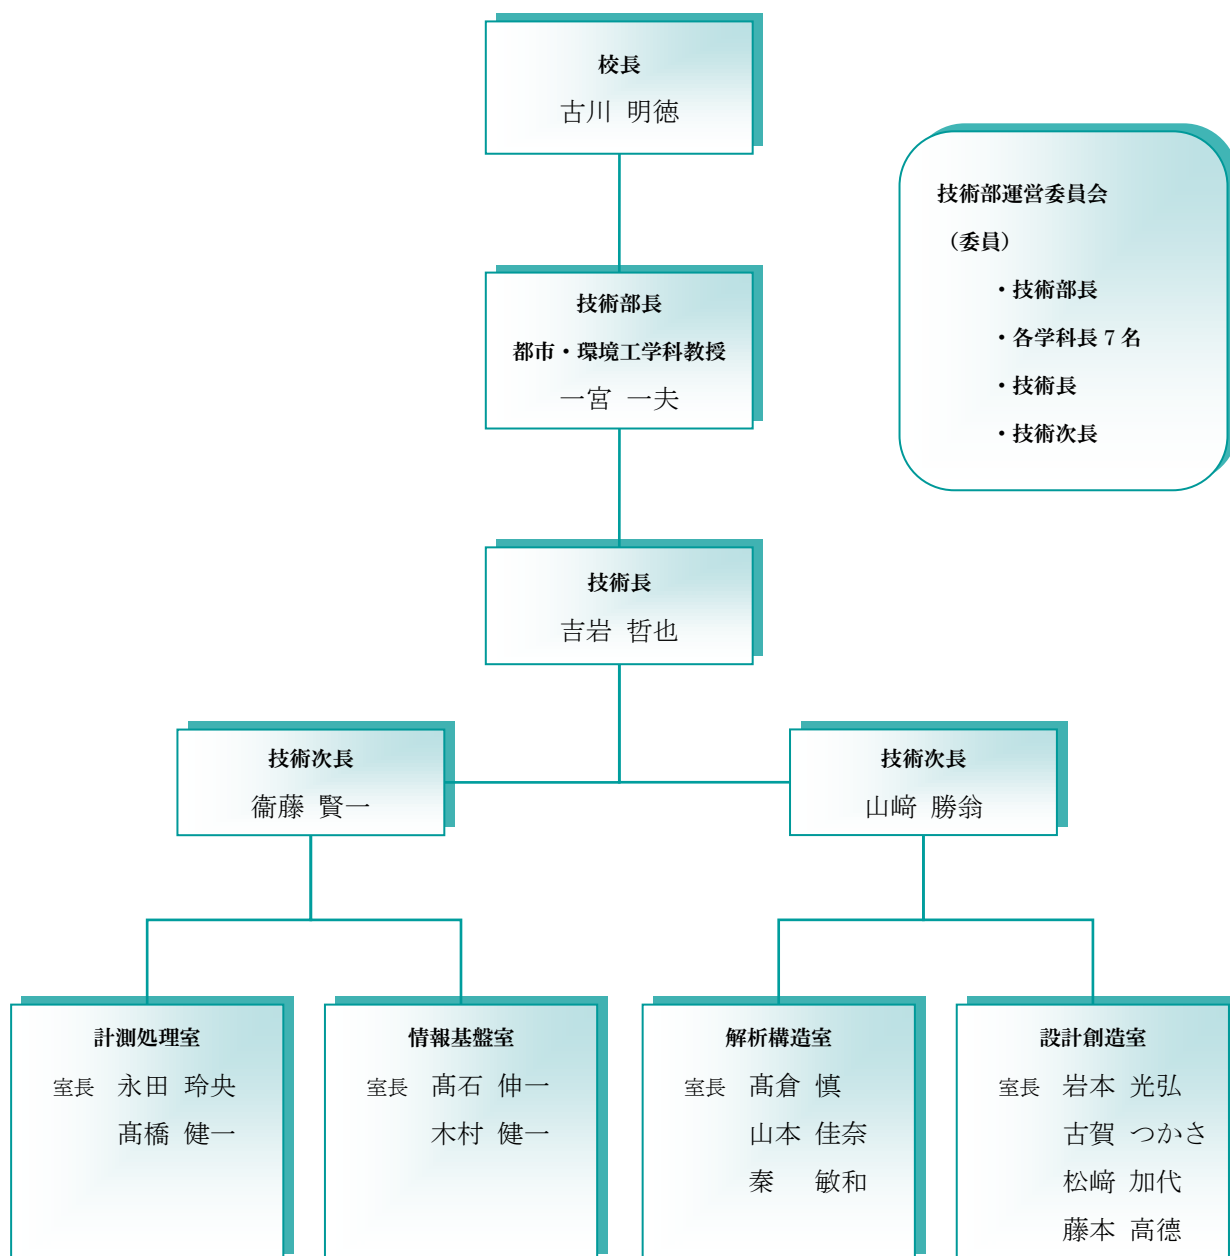 校長
古川 明徳
技術部運営委員会
（委員）
・技術部長
・各学科長 7 名
・技術長
・技術次長
技術部長
都市・環境工学科教授
一宮 一夫
技術長
吉岩 哲也
技術次長
衞藤 賢一
技術次長
山﨑 勝翁
計測処理室
室長 永田 玲央
髙橋 健一
情報基盤室
室長 髙石 伸一
木村 健一
解析構造室
室長 髙倉 慎
山本 佳奈
秦 敏和
設計創造室
室長 岩本 光弘
古賀 つかさ
松﨑 加代
藤本 高德